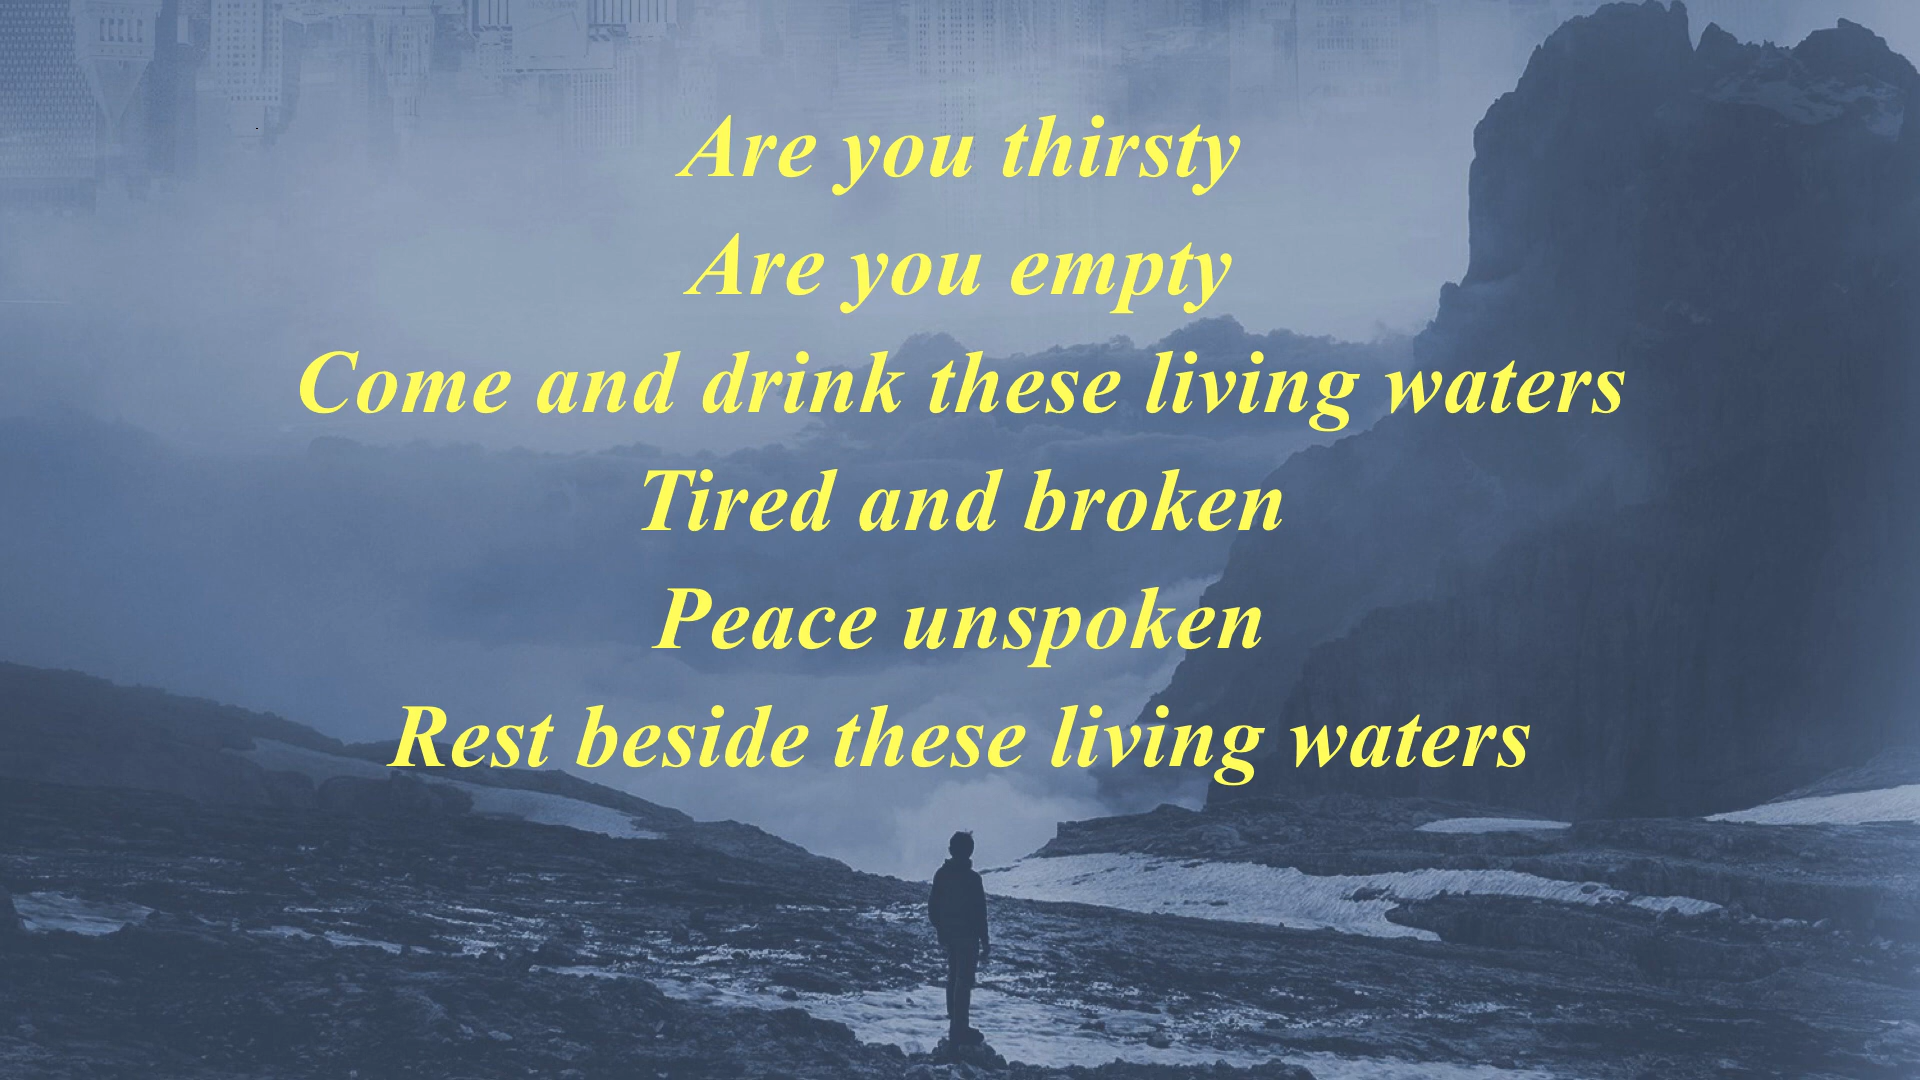 Are you thirsty
Are you empty
Come and drink these living waters
Tired and broken
Peace unspoken
Rest beside these living waters